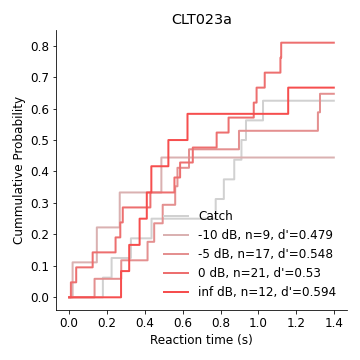 CLT023a
Cummulative Probability
0.8
0.7
0.6
0.5
0.4
0.3
0.2
0.1
0.0
Catch
-10 dB, n=9, d'=0.479
-5 dB, n=17, d'=0.548
0 dB, n=21, d'=0.53
inf dB, n=12, d'=0.594
0.0 0.2 0.4 0.6 0.8 1.0 1.2 1.4
Reaction time (s)